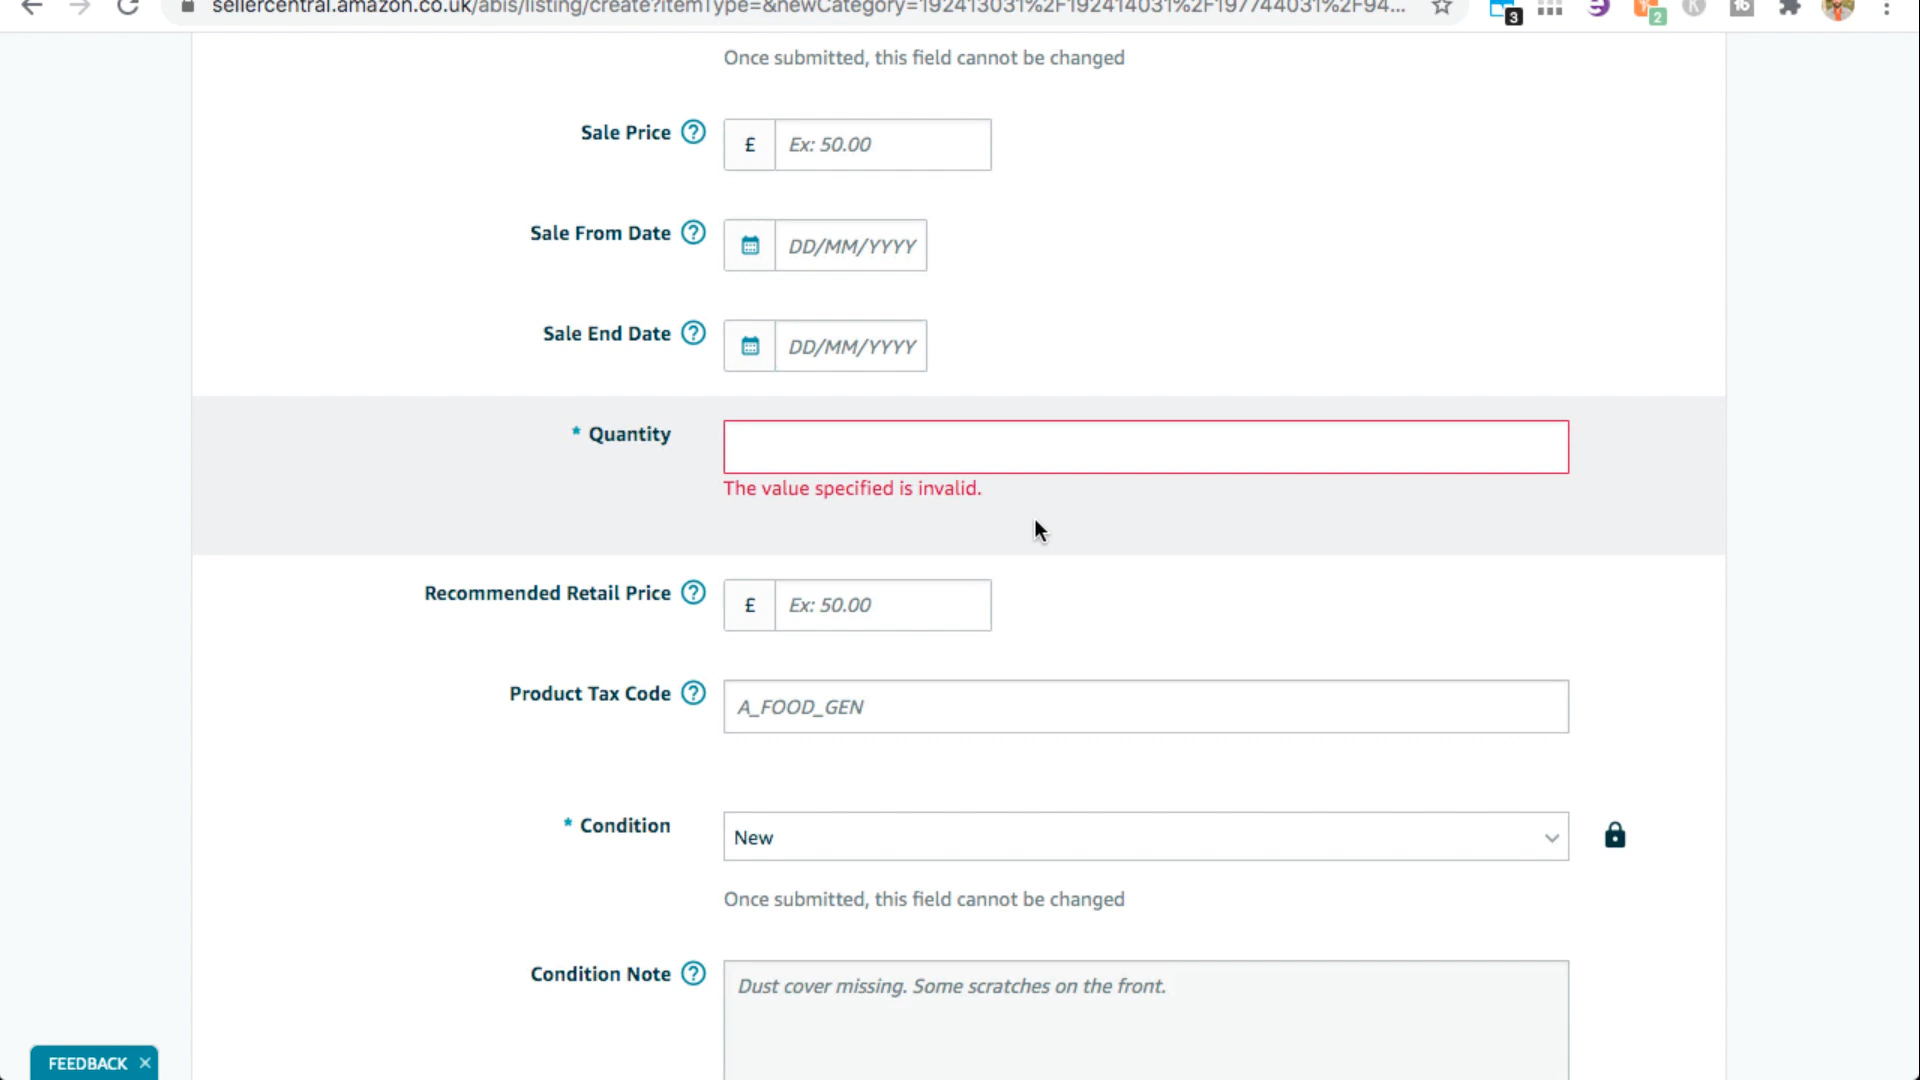 sellercentral.amazon.co.uk/abis/listing/create?itemType=&newCategory=192413031%2F192414031%2F197744031%2F94...
3
2
16
Once submitted, this field cannot be changed
Sale Price ?
£ Ex: 50.00
Sale From Date ?
DD/MM/YYYY
Sale End Date ?
DD/MM/YYYY
* Quantity
The value specified is invalid.
Recommended Retail Price ?
£ Ex: 50.00
Product Tax Code ?
A_FOOD_GEN
* Condition
New
Once submitted, this field cannot be changed
Condition Note ?
Dust cover missing. Some scratches on the front.
FEEDBACK ×